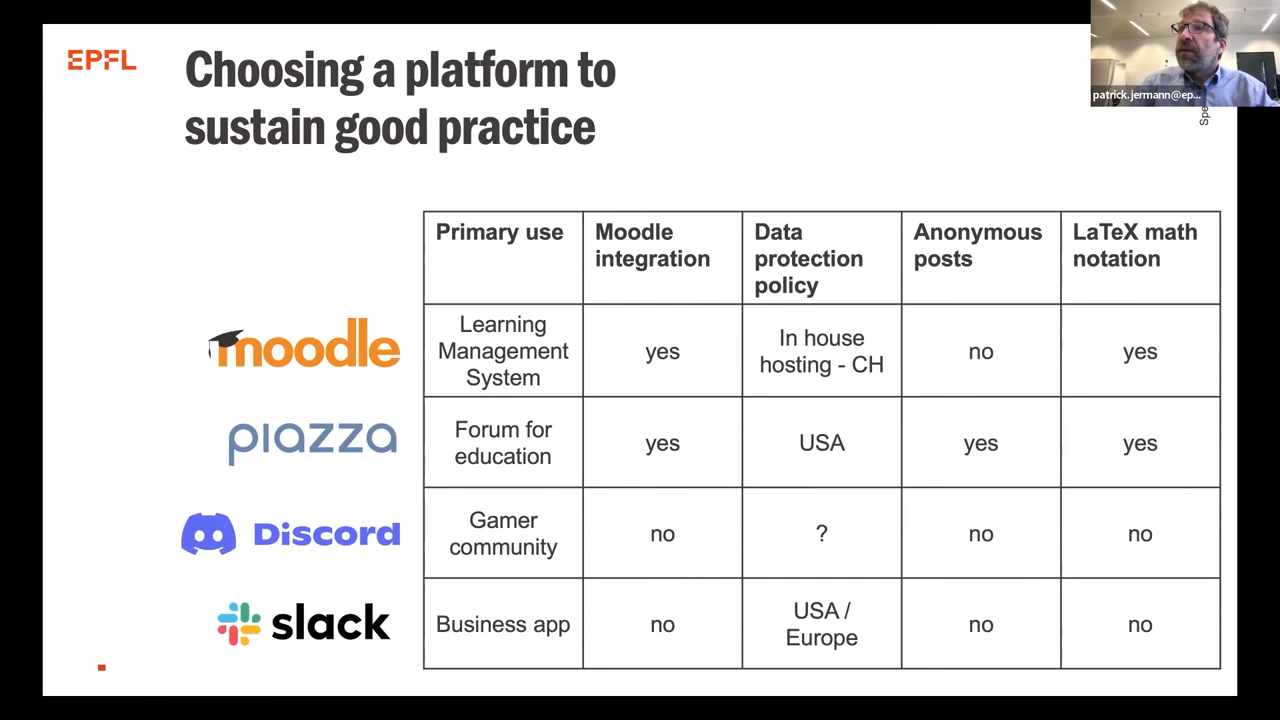 EPFL
Choosing a platform to
sustain good practice
patrick.jermann@ep...
Spe
Primary use
Moodle
integration
Data
protection
policy
Anonymous
posts
LaTeX math
notation
moodle
Learning
Management
System
yes
In house
hosting - CH
no
yes
piazza
Forum for
education
yes
USA
yes
yes
Discord
Gamer
community
no
?
no
no
slack
Business app
no
USA /
Europe
no
no